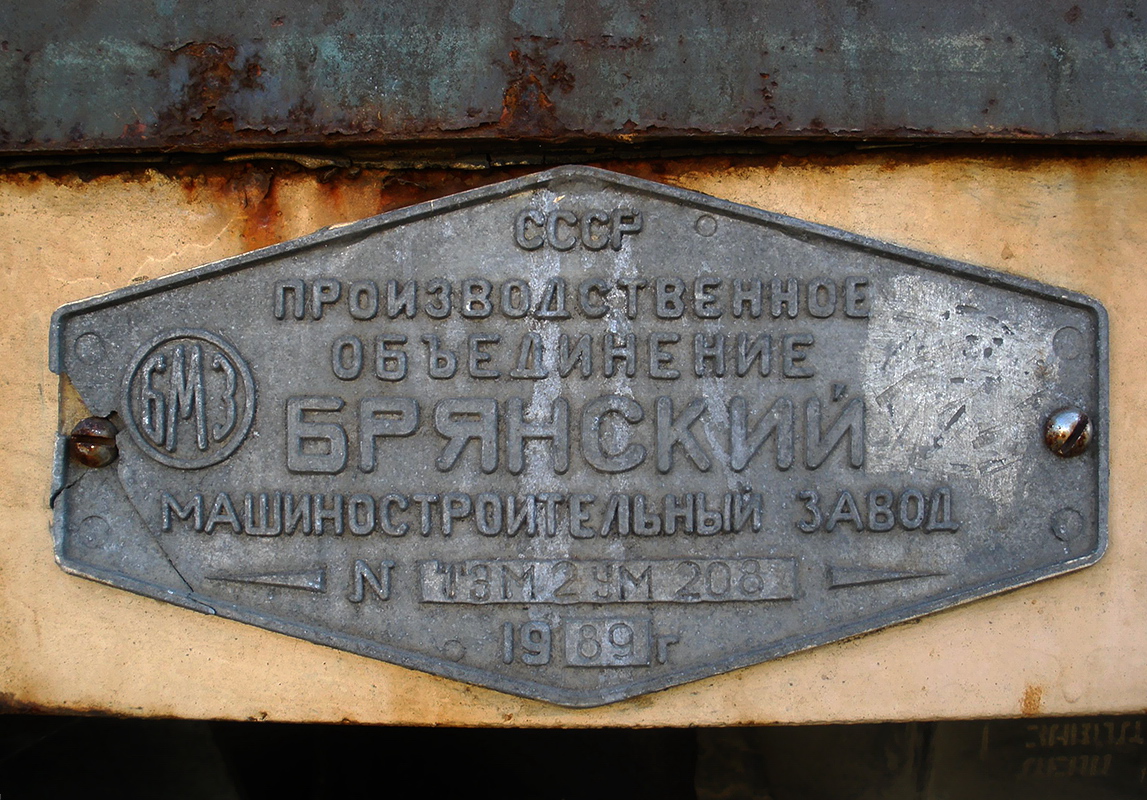 СССР
ПРОИЗВОДСТВЕННОЕ
ОБЪЕДИНЕНИЕ
БМЗ
БРЯНСКИЙ
МАШИНОСТРОИТЕЛЬНЫЙ ЗАВОД
N ТЭМ2УМ 208
1989г